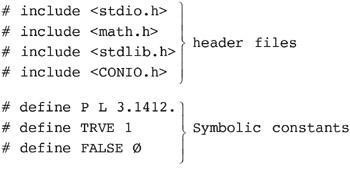 # include <stdio.h>
# include <math.h>
# include <stdlib.h>
# include <CONIO.h>
header files
# define P L 3.1412.
# define TRVE 1
# define FALSE Ø
Symbolic constants